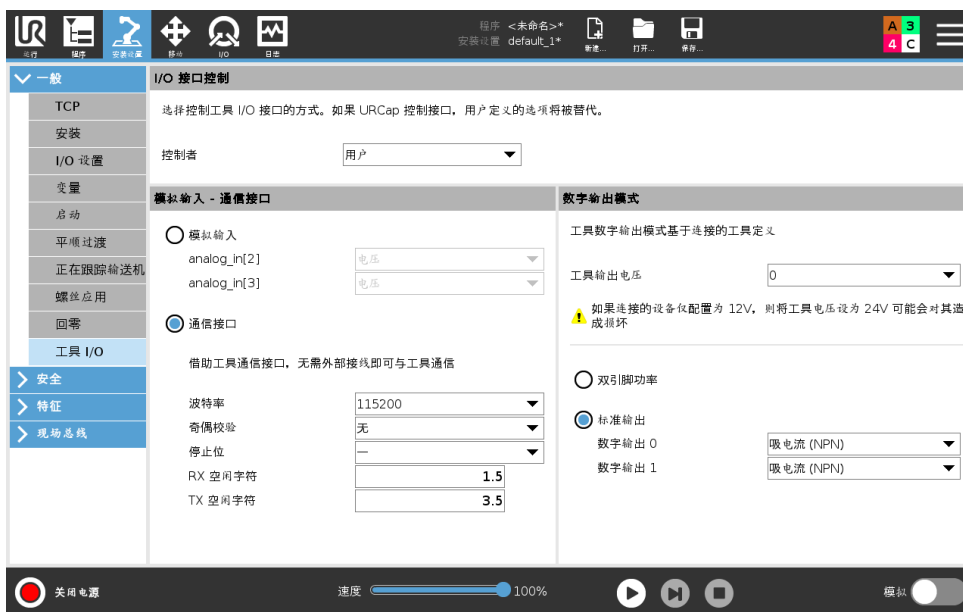 UR
程序 <未命名>*
安装设置 default_1*
运行 程序 安装设置 移动 I/O 日志 新建... 打开... 保存...
A 3
4 C
一般
TCP
安装
I/O 设置
变量
启动
平顺过渡
正在跟踪输送机
螺丝应用
回零
工具 I/O
安全
特征
现场总线
I/O 接口控制
选择控制工具 I/O 接口的方式。如果 URCap 控制接口，用户定义的选项将被替代。
控制者 用户
模拟输入 - 通信接口
模拟输入
analog_in[2] 电压
analog_in[3] 电压
通信接口
借助工具通信接口，无需外部接线即可与工具通信
波特率 115200
奇偶校验 无
停止位 一
RX 空闲字符 1.5
TX 空闲字符 3.5
数字输出模式
工具数字输出模式基于连接的工具定义
工具输出电压 0
如果连接的设备仅配置为 12V，则将工具电压设为 24V 可能会对其造
成损坏
双引脚功率
标准输出
数字输出 0 吸电流 (NPN)
数字输出 1 吸电流 (NPN)
关闭电源 速度 100% 模拟